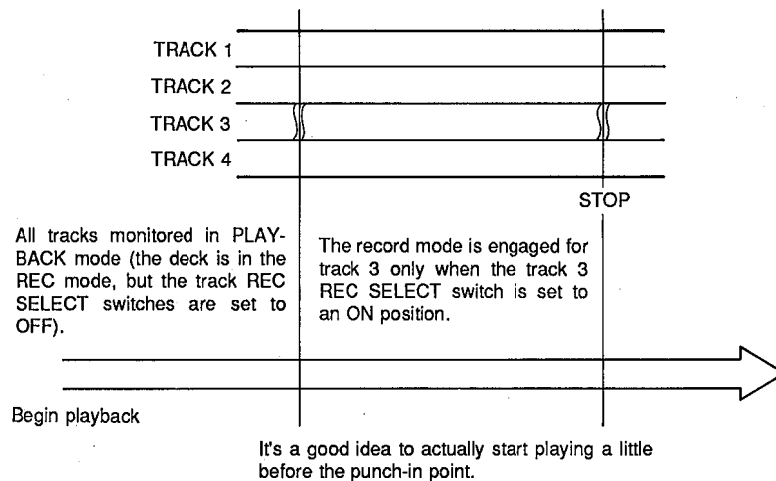 TRACK 1
TRACK 2
TRACK 3
TRACK 4
STOP
All tracks monitored in PLAY-
BACK mode (the deck is in the
REC mode, but the track REC
SELECT switches are set to
OFF).
The record mode is engaged for
track 3 only when the track 3
REC SELECT switch is set to
an ON position.
Begin playback
It's a good idea to actually start playing a little
before the punch-in point.